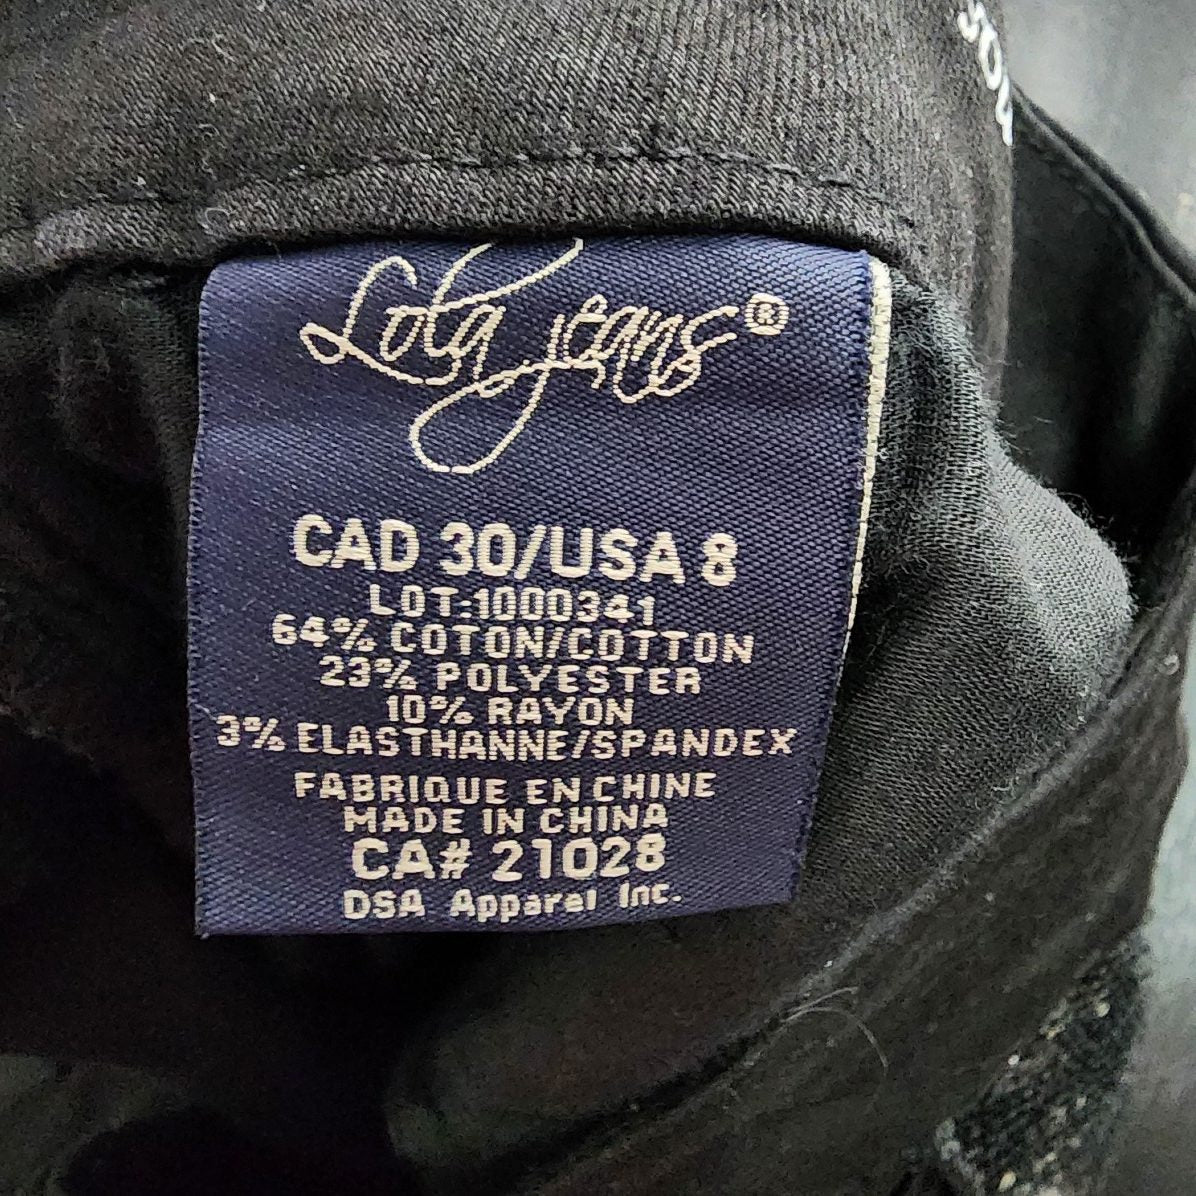 Lola Jeans®
CAD 30/USA 8
LOT:1000341
64% COTON/COTTON
23% POLYESTER
10% RAYON
3% ELASTHANNE/SPANDEX
FABRIQUE EN CHINE
MADE IN CHINA
CA# 21028
DSA Apparel Inc.